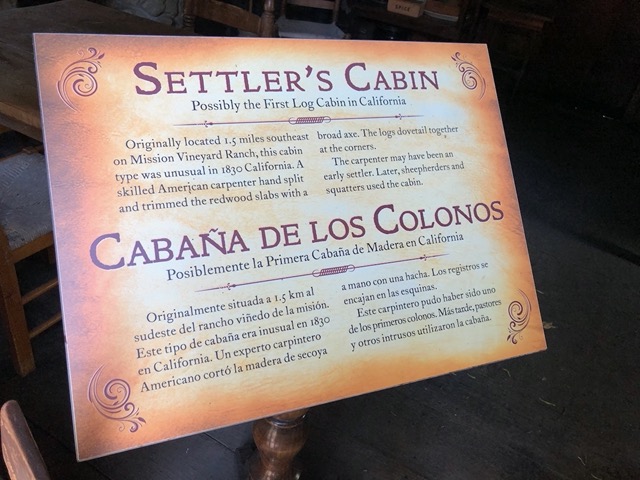 SETTLER'S CABIN
Possibly the First Log Cabin in California
Originally located 1.5 miles southeast
on Mission Vineyard Ranch, this cabin
type was unusual in 1830 California. A
skilled American carpenter hand split
and trimmed the redwood slabs with a
broad axe. The logs dovetail together
at the corners.
The carpenter may have been an
early settler. Later, sheepherders and
squatters used the cabin.
CABAÑA DE LOS COLONOS
Posiblemente la Primera Cabaña de Madera en California
Originalmente situada a 1.5 km al
sudeste del rancho viñedo de la misión.
Este tipo de cabaña era inusual en 1830
en California. Un experto carpintero
Americano cortó la madera de secoya
a mano con una hacha. Los registros se
encajan en las esquinas.
Este carpintero pudo haber sido uno
de los primeros colonos. Más tarde, pastores
y otros intrusos utilizaron la cabaña.